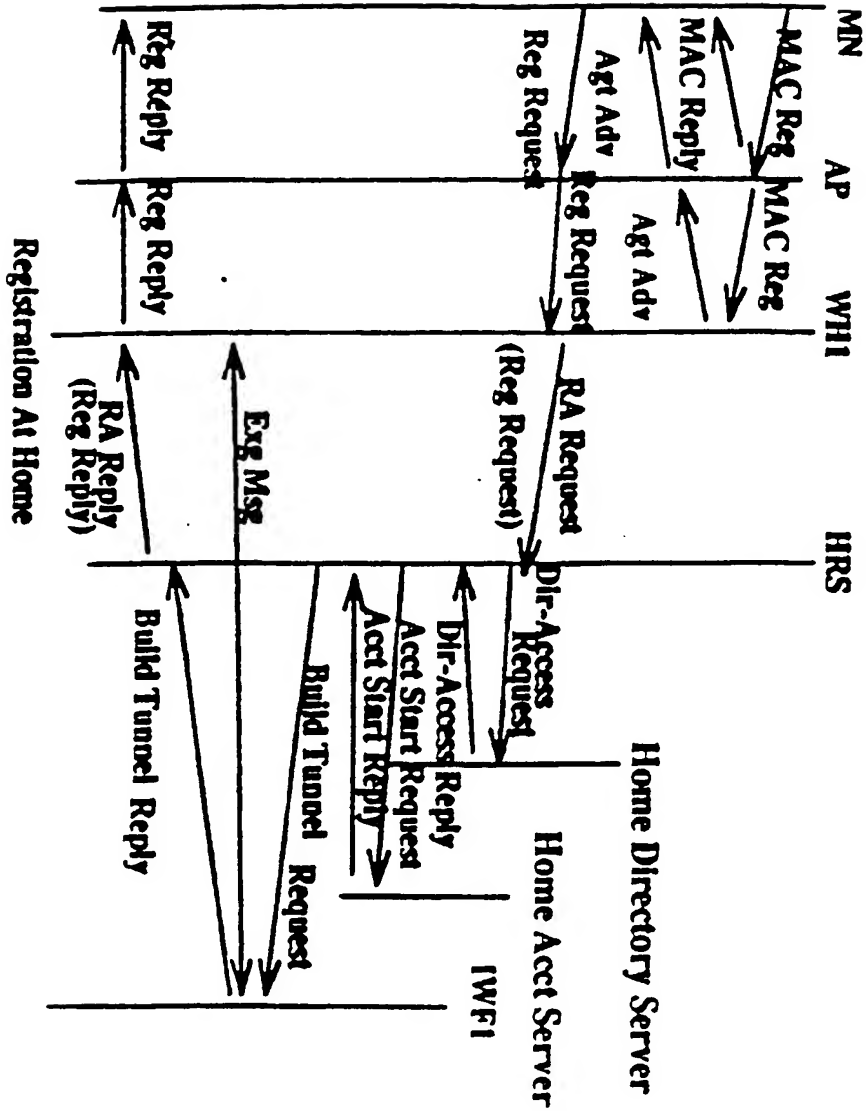 MN
AP
WH1
HRS
Home Directory Server
Home Acct Server
IWF1
MAC Reg
MAC Reg
MAC Reply
Agt Adv
Agt Adv
Reg Request
Reg Request
RA Request
(Reg Request)
Dir-Access
Request
Dir-Access Reply
Acct Start Request
Acct Start Reply
Build Tunnel Request
Exg Msg
Build Tunnel Reply
RA Reply
(Reg Reply)
Reg Reply
Reg Reply
Registration At Home